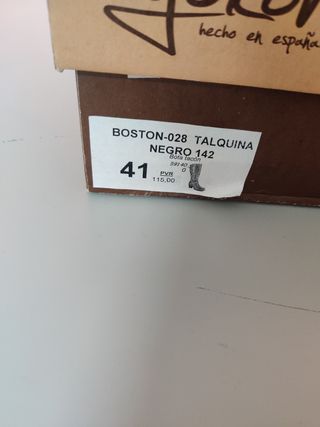 hecho en españa
BOSTON-028 TALQUINA
NEGRO 142
Bota tacón
41
PVR
115,00